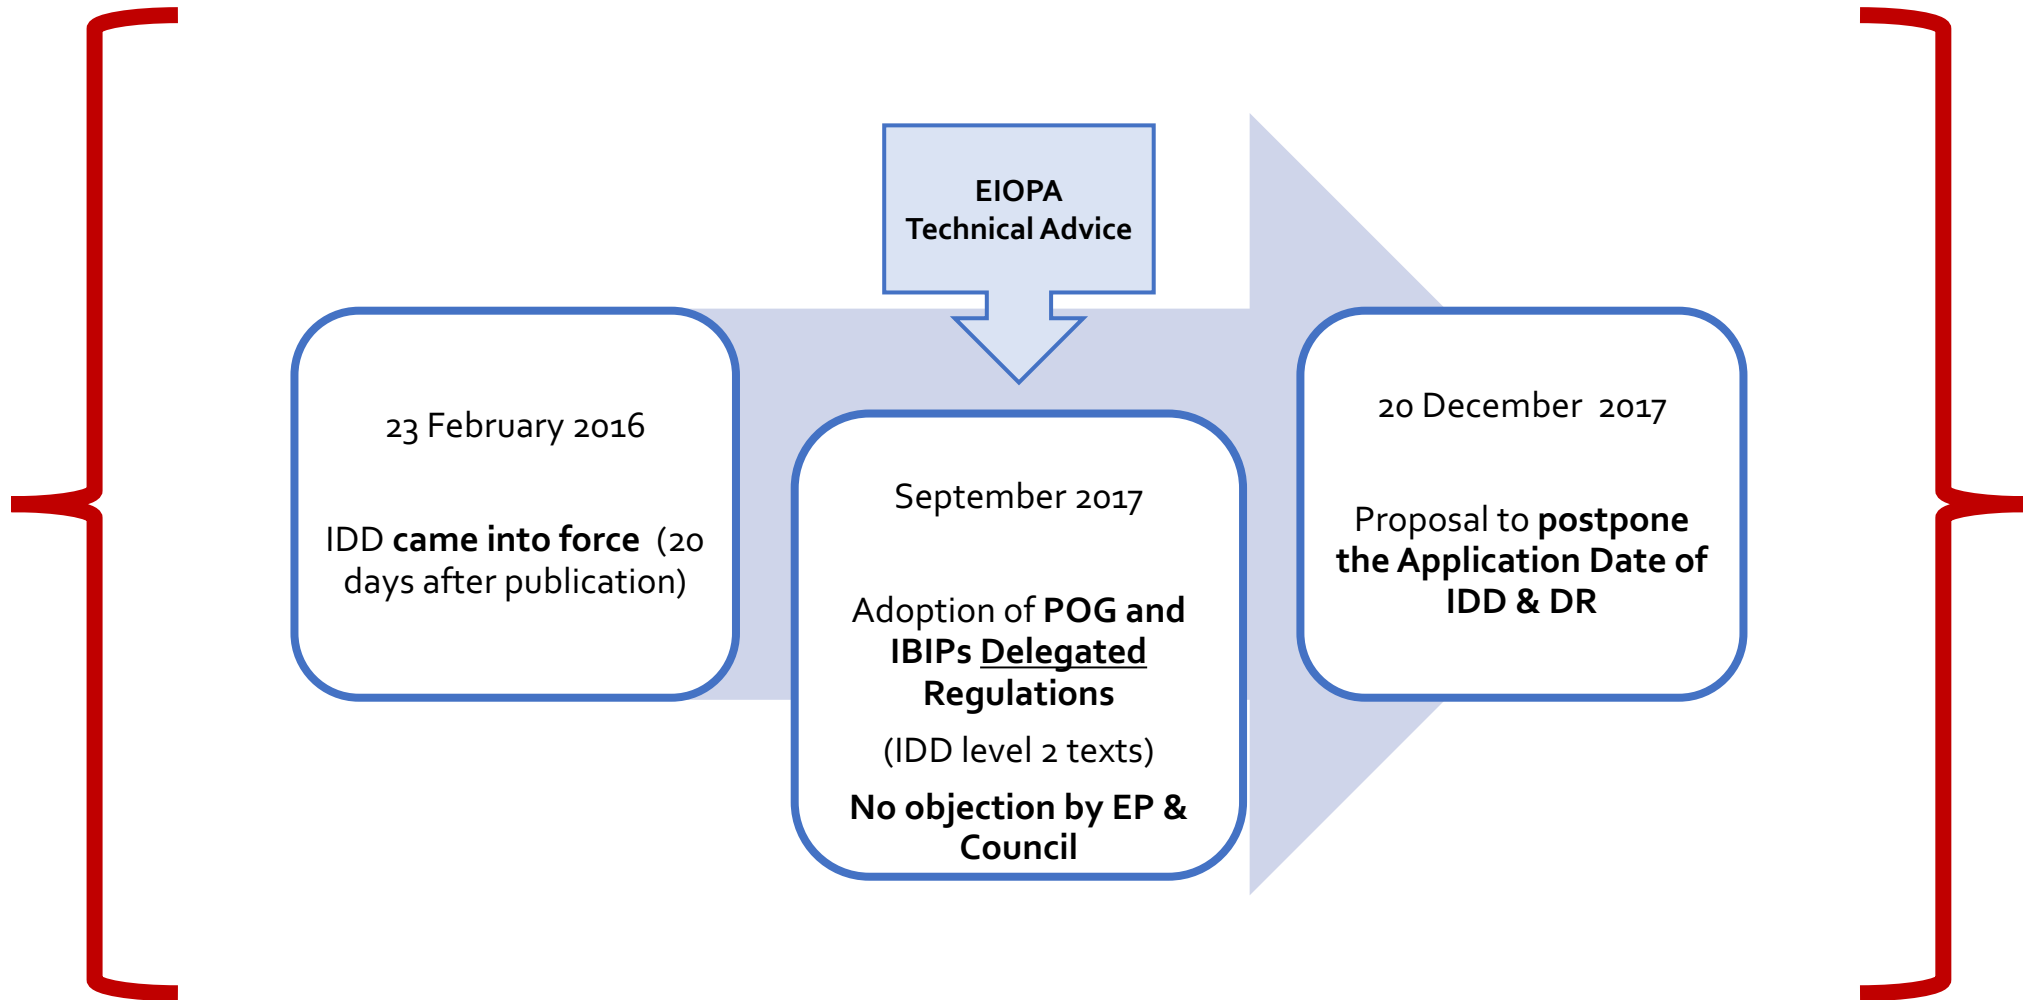 EIOPA
Technical Advice
23 February 2016
IDD came into force (20
days after publication)
September 2017
Adoption of POG and
IBIPs Delegated
Regulations
(IDD level 2 texts)
No objection by EP &
Council
20 December 2017
Proposal to postpone
the Application Date of
IDD & DR